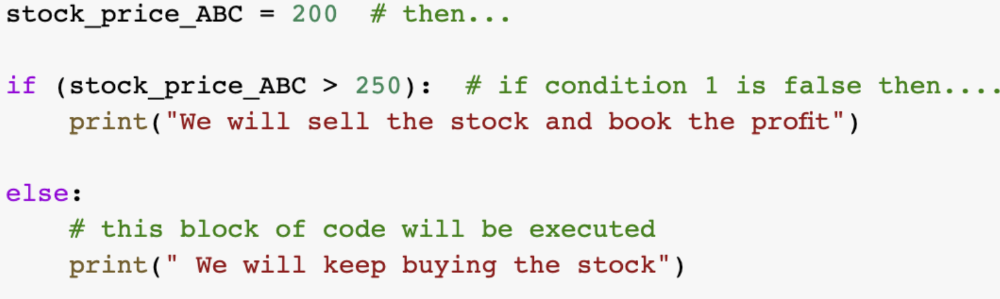 stock_price_ABC = 200  # then...
if (stock_price_ABC > 250):  # if condition 1 is false then....
    print("We will sell the stock and book the profit")
else:
    # this block of code will be executed
    print(" We will keep buying the stock")